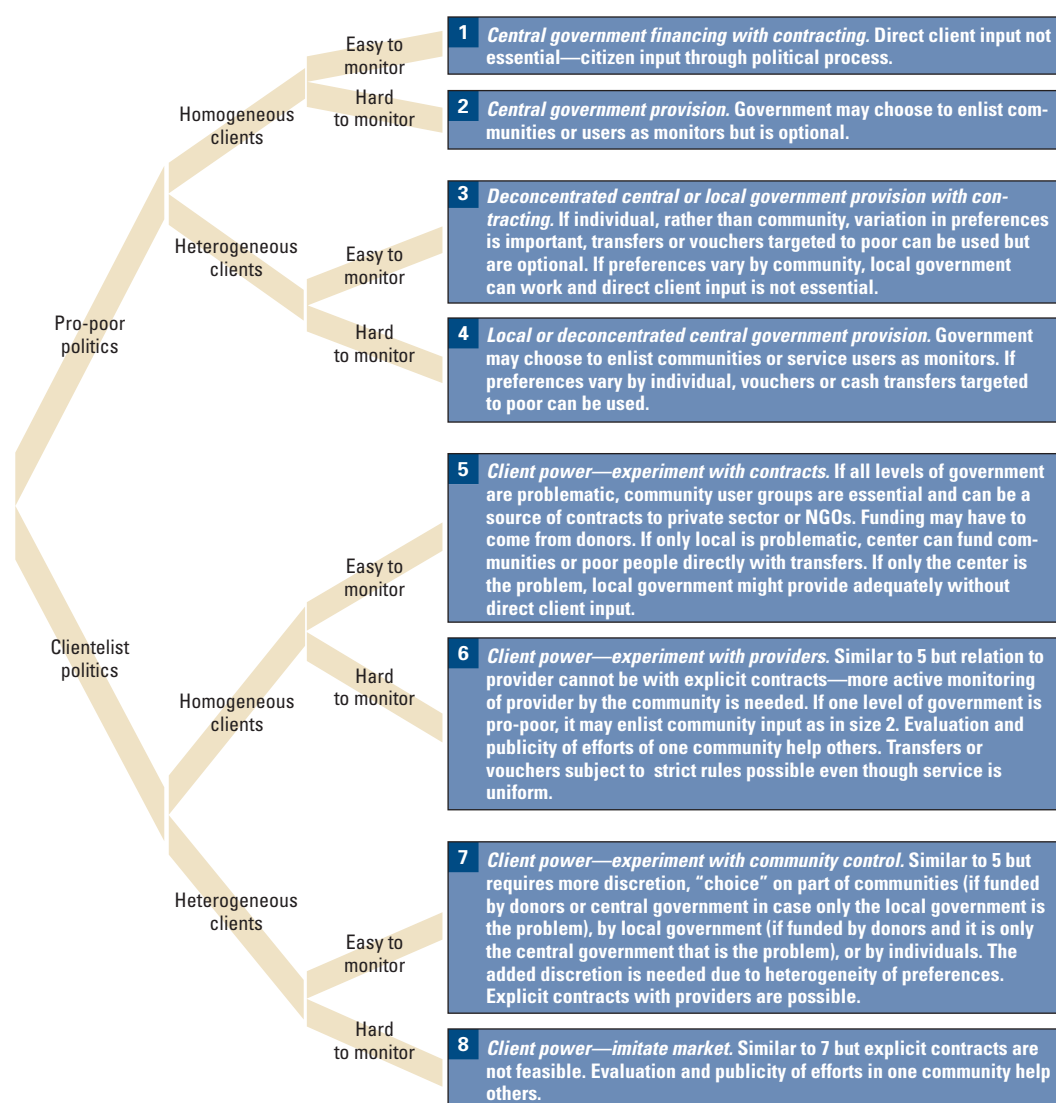 Pro-poor
politics
Clientelist
politics
Homogeneous
clients
Heterogeneous
clients
Homogeneous
clients
Heterogeneous
clients
Easy to
monitor
Hard
to monitor
Easy to
monitor
Hard
to monitor
Easy to
monitor
Hard
to monitor
Easy to
monitor
Hard
to monitor
1 Central government financing with contracting. Direct client input not
essential—citizen input through political process.
2 Central government provision. Government may choose to enlist com-
munities or users as monitors but is optional.
3 Deconcentrated central or local government provision with con-
tracting. If individual, rather than community, variation in preferences
is important, transfers or vouchers targeted to poor can be used but
are optional. If preferences vary by community, local government
can work and direct client input is not essential.
4 Local or deconcentrated central government provision. Government
may choose to enlist communities or service users as monitors. If
preferences vary by individual, vouchers or cash transfers targeted
to poor can be used.
5 Client power—experiment with contracts. If all levels of government
are problematic, community user groups are essential and can be a
source of contracts to private sector or NGOs. Funding may have to
come from donors. If only local is problematic, center can fund com-
munities or poor people directly with transfers. If only the center is
the problem, local government might provide adequately without
direct client input.
6 Client power—experiment with providers. Similar to 5 but relation to
provider cannot be with explicit contracts—more active monitoring
of provider by the community is needed. If one level of government is
pro-poor, it may enlist community input as in size 2. Evaluation and
publicity of efforts of one community help others. Transfers or
vouchers subject to strict rules possible even though service is
uniform.
7 Client power—experiment with community control. Similar to 5 but
requires more discretion, “choice” on part of communities (if funded
by donors or central government in case only the local government is
the problem), by local government (if funded by donors and it is only
the central government that is the problem), or by individuals. The
added discretion is needed due to heterogeneity of preferences.
Explicit contracts with providers are possible.
8 Client power—imitate market. Similar to 7 but explicit contracts are
not feasible. Evaluation and publicity of efforts in one community help
others.